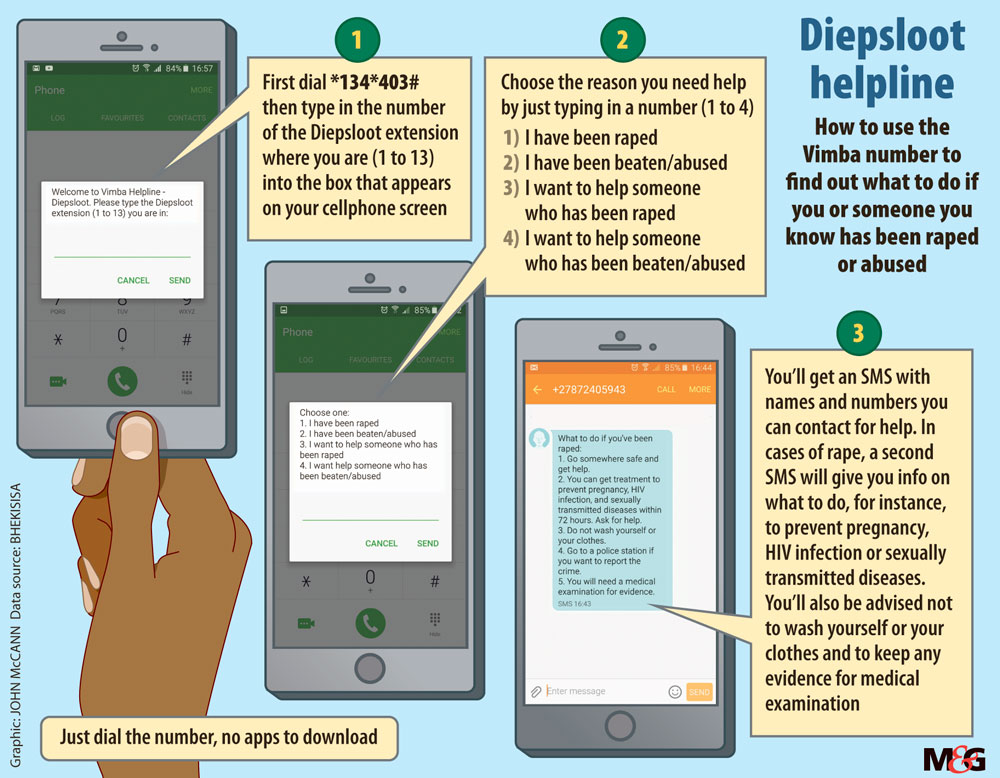 Diepsloot
helpline
How to use the
Vimba number to
find out what to do if
you or someone you
know has been raped
or abused
1
First dial *134*403#
then type in the number
of the Diepsloot extension
where you are (1 to 13)
into the box that appears
on your cellphone screen
84% 16:57
Phone MORE
LOG FAVOURITES CONTACTS
Welcome to Vimba Helpline -
Diepsloot. Please type the Diepsloot
extension (1 to 13) you are in:
CANCEL SEND
7 8 9
PQRS TUV WXYZ
* 0 #
+
Hide
2
Choose the reason you need help
by just typing in a number (1 to 4)
1) I have been raped
2) I have been beaten/abused
3) I want to help someone
who has been raped
4) I want to help someone
who has been beaten/abused
85%
Phone MORE
LOG FAVOURITES CONTACTS
Choose one:
1. I have been raped
2. I have been beaten/abused
3. I want to help someone who has
been raped
4. I want help someone who has
been beaten/abused
CANCEL SEND
* 0 #
+
Hide
3
You'll get an SMS with
names and numbers you
can contact for help. In
cases of rape, a second
SMS will give you info on
what to do, for instance,
to prevent pregnancy,
HIV infection or sexually
transmitted diseases.
You'll also be advised not
to wash yourself or your
clothes and to keep any
evidence for medical
examination
85% 16:44
+27872405943 CALL MORE
What to do if you've been
raped:
1. Go somewhere safe and
get help.
2. You can get treatment to
prevent pregnancy, HIV
infection, and sexually
transmitted diseases within
72 hours. Ask for help.
3. Do not wash yourself or
your clothes.
4. Go to a police station if
you want to report the
crime.
5. You will need a medical
examination for evidence.
SMS 16:43
Enter message SEND
Just dial the number, no apps to download
Graphic: JOHN McCANN Data source: BHEKISISA
M&G